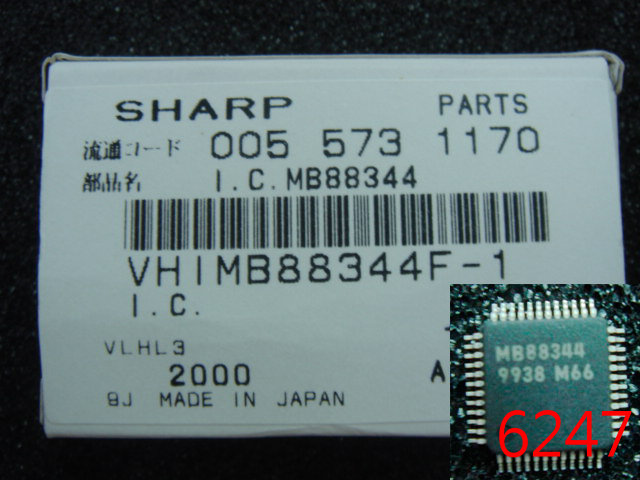 SHARP PARTS
流通コード 005 573 1170
部品名 I.C.MB88344
VHIMB88344F-1
I.C.
VLHL3
2000 A
9J MADE IN JAPAN
MB88344
9938 M66
6247